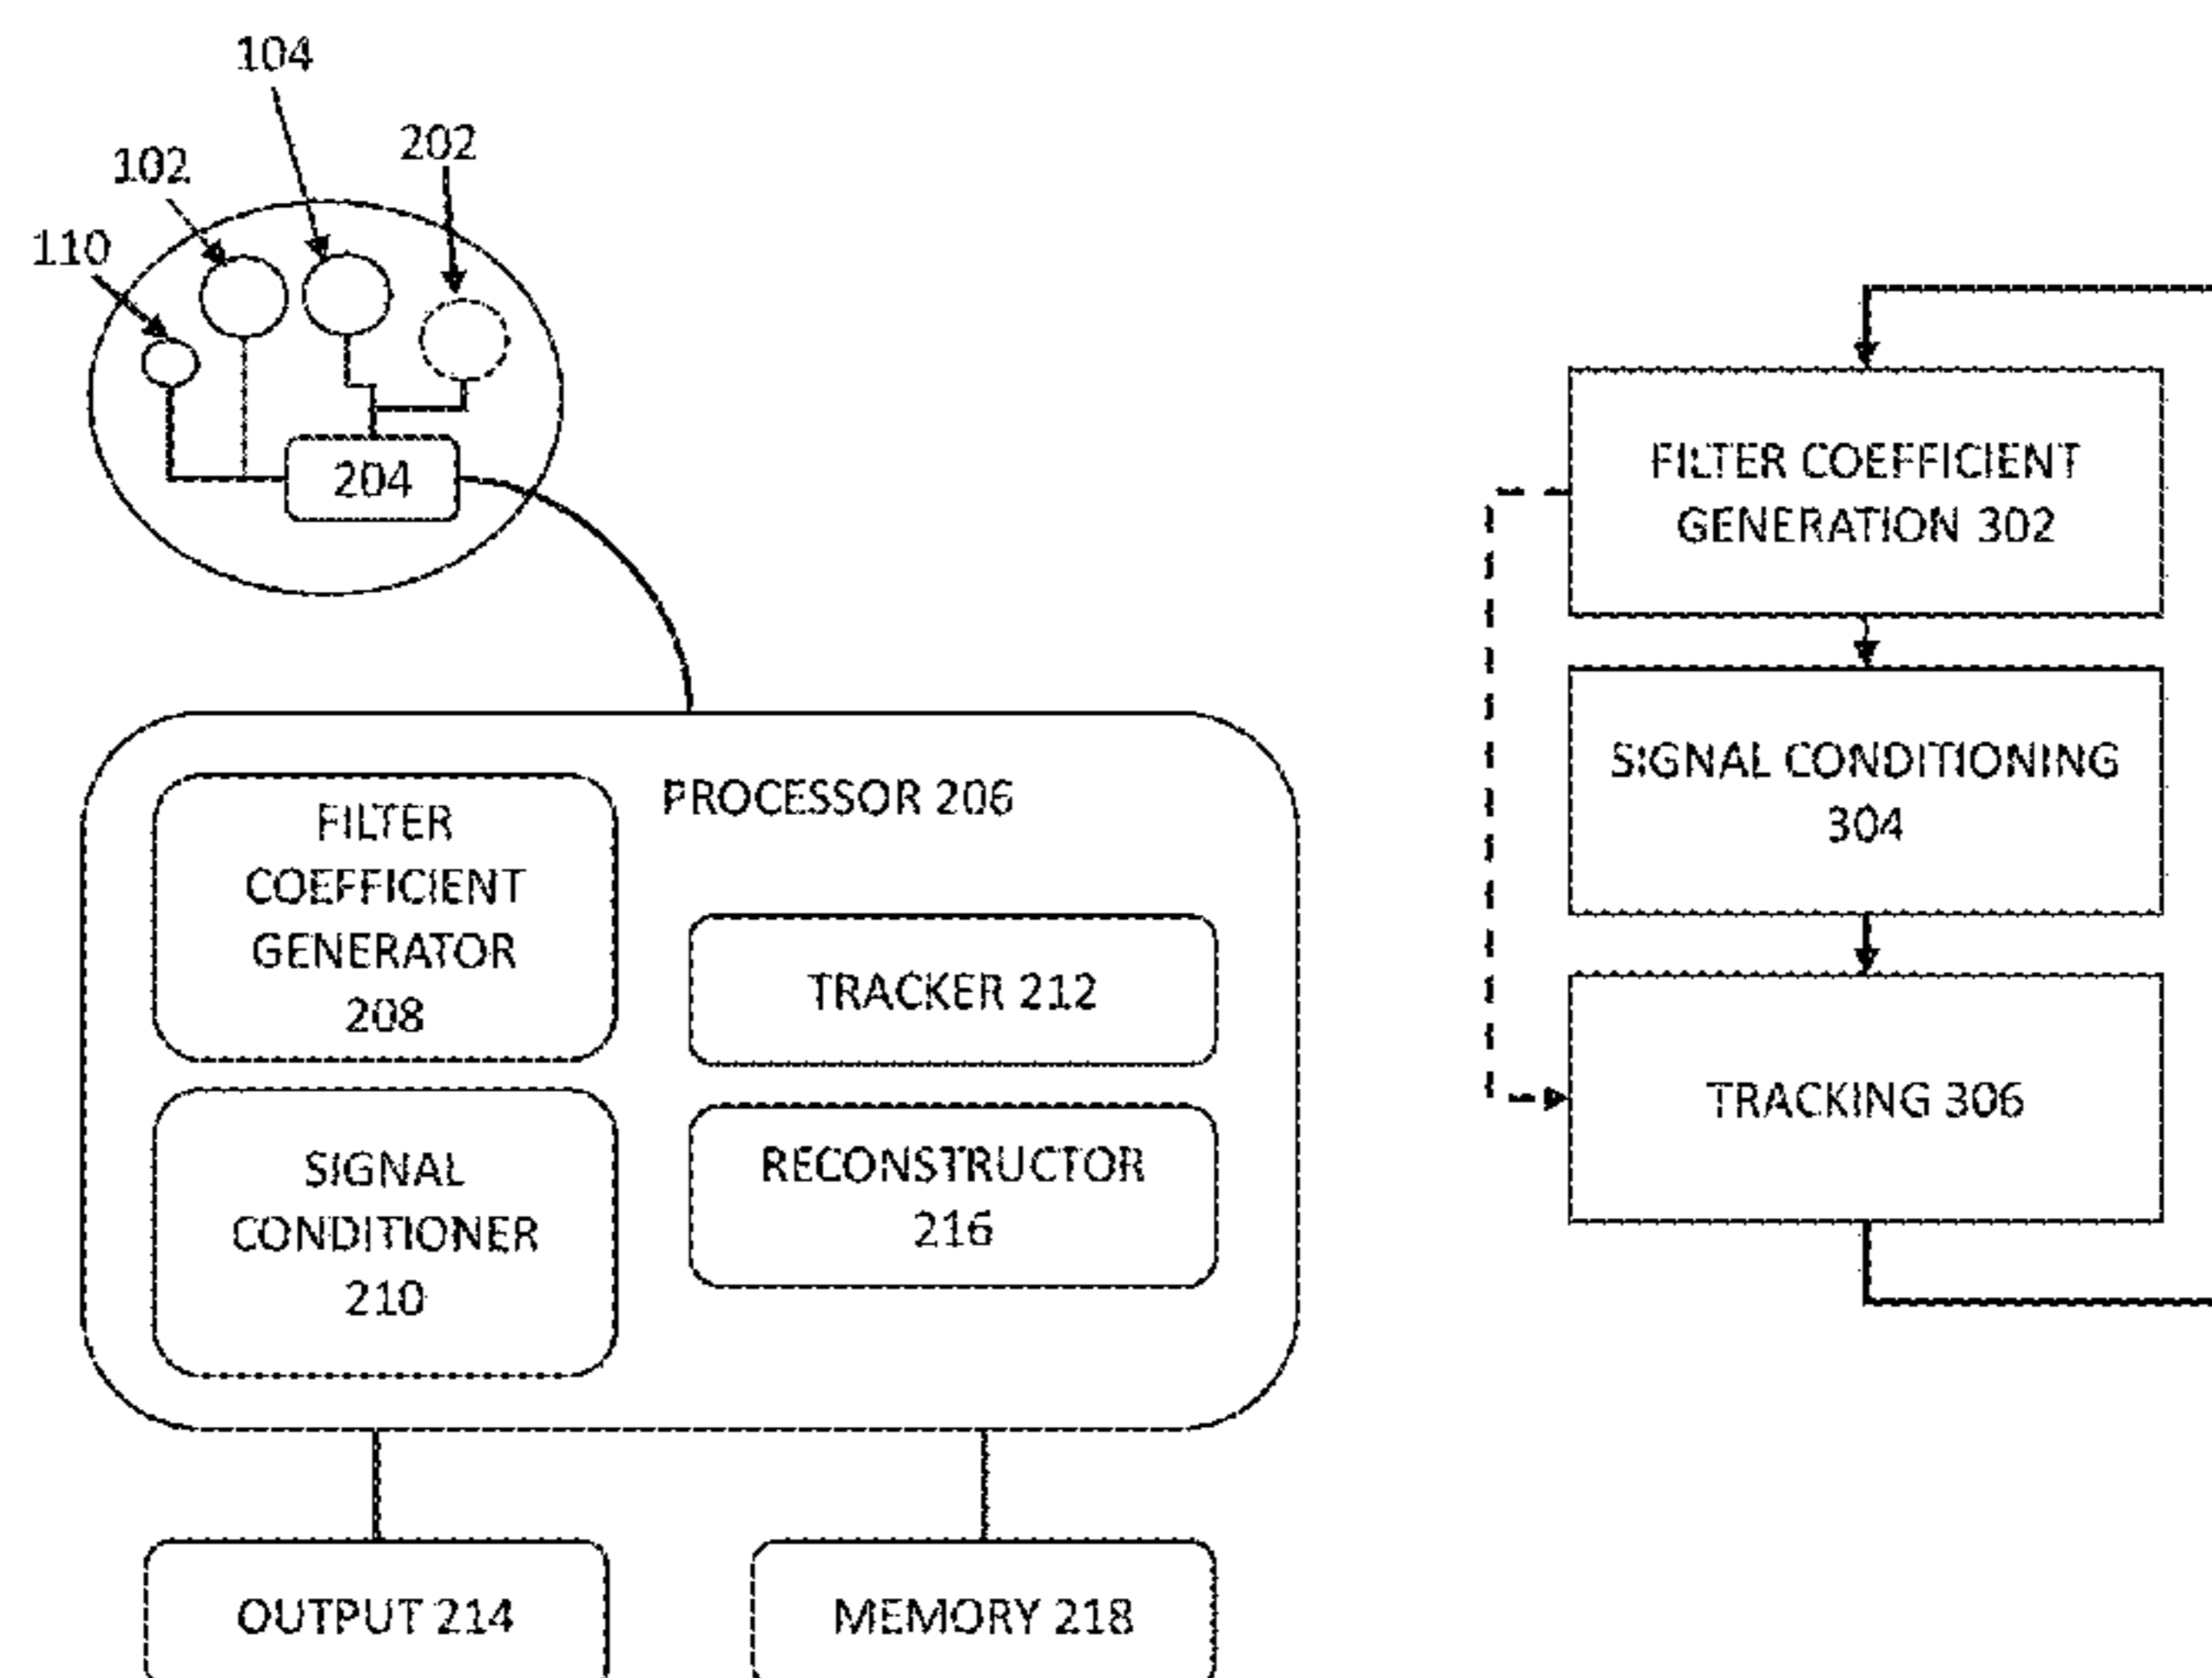 104
202
102
110
204
PROCESSOR 206
FILTER
COEFFICIENT
GENERATOR
208
TRACKER 212
SIGNAL
CONDITIONER
210
RECONSTRUCTOR
216
OUTPUT 214
MEMORY 218
FILTER COEFFICIENT
GENERATION 302
SIGNAL CONDITIONING
304
TRACKING 306